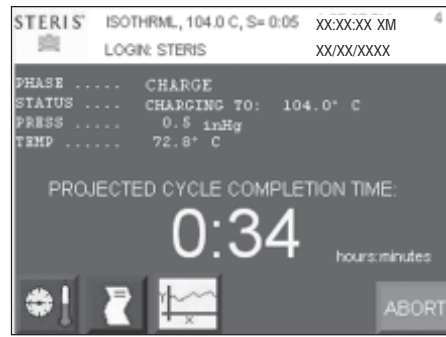 STERIS® ISOTHRML, 104.0 C, S= 0:05 XX:XX:XX XM 4
LOGIN: STERIS XX/XX/XXXX
PHASE ..... CHARGE
STATUS .... CHARGING TO: 104.0° C
PRESS ..... 0.5 inHg
TEMP ...... 72.8° C
PROJECTED CYCLE COMPLETION TIME:
0:34 hours:minutes
X
ABORT